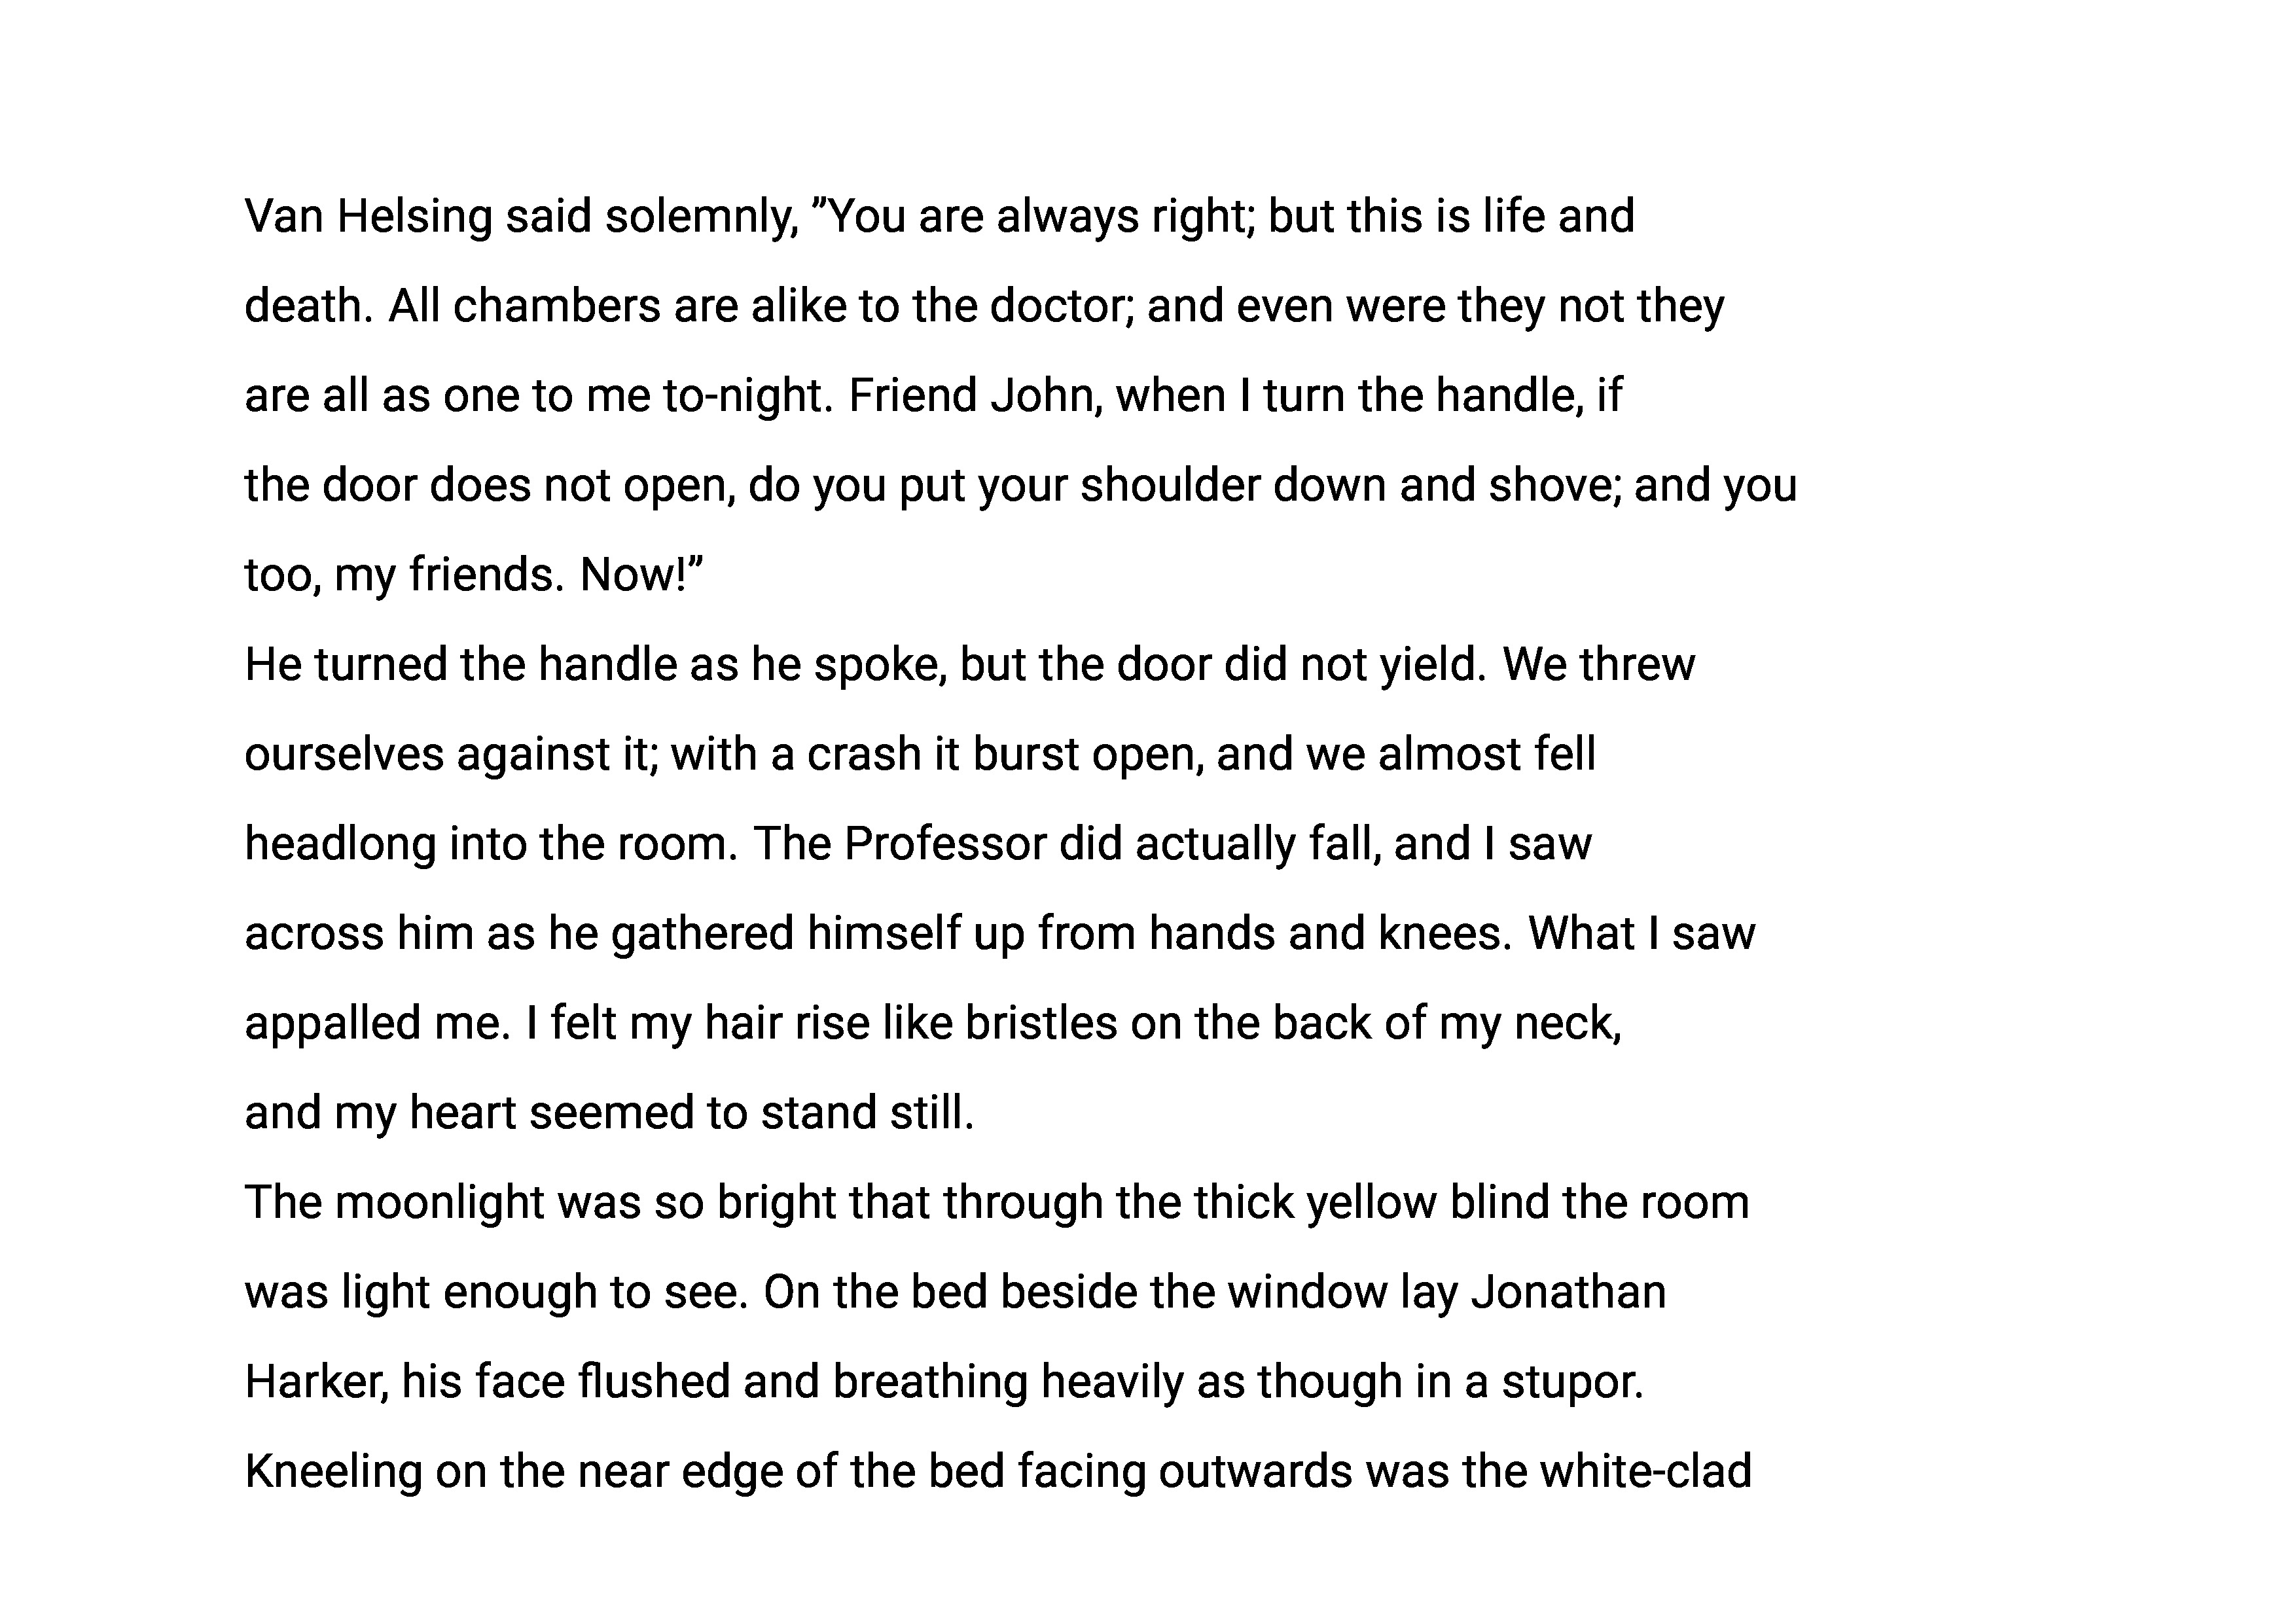 Van Helsing said solemnly, ”You are always right; but this is life and
death. All chambers are alike to the doctor; and even were they not they
are all as one to me to-night. Friend John, when I turn the handle, if
the door does not open, do you put your shoulder down and shove; and you
too, my friends. Now!”
He turned the handle as he spoke, but the door did not yield. We threw
ourselves against it; with a crash it burst open, and we almost fell
headlong into the room. The Professor did actually fall, and I saw
across him as he gathered himself up from hands and knees. What I saw
appalled me. I felt my hair rise like bristles on the back of my neck,
and my heart seemed to stand still.
The moonlight was so bright that through the thick yellow blind the room
was light enough to see. On the bed beside the window lay Jonathan
Harker, his face flushed and breathing heavily as though in a stupor.
Kneeling on the near edge of the bed facing outwards was the white-clad